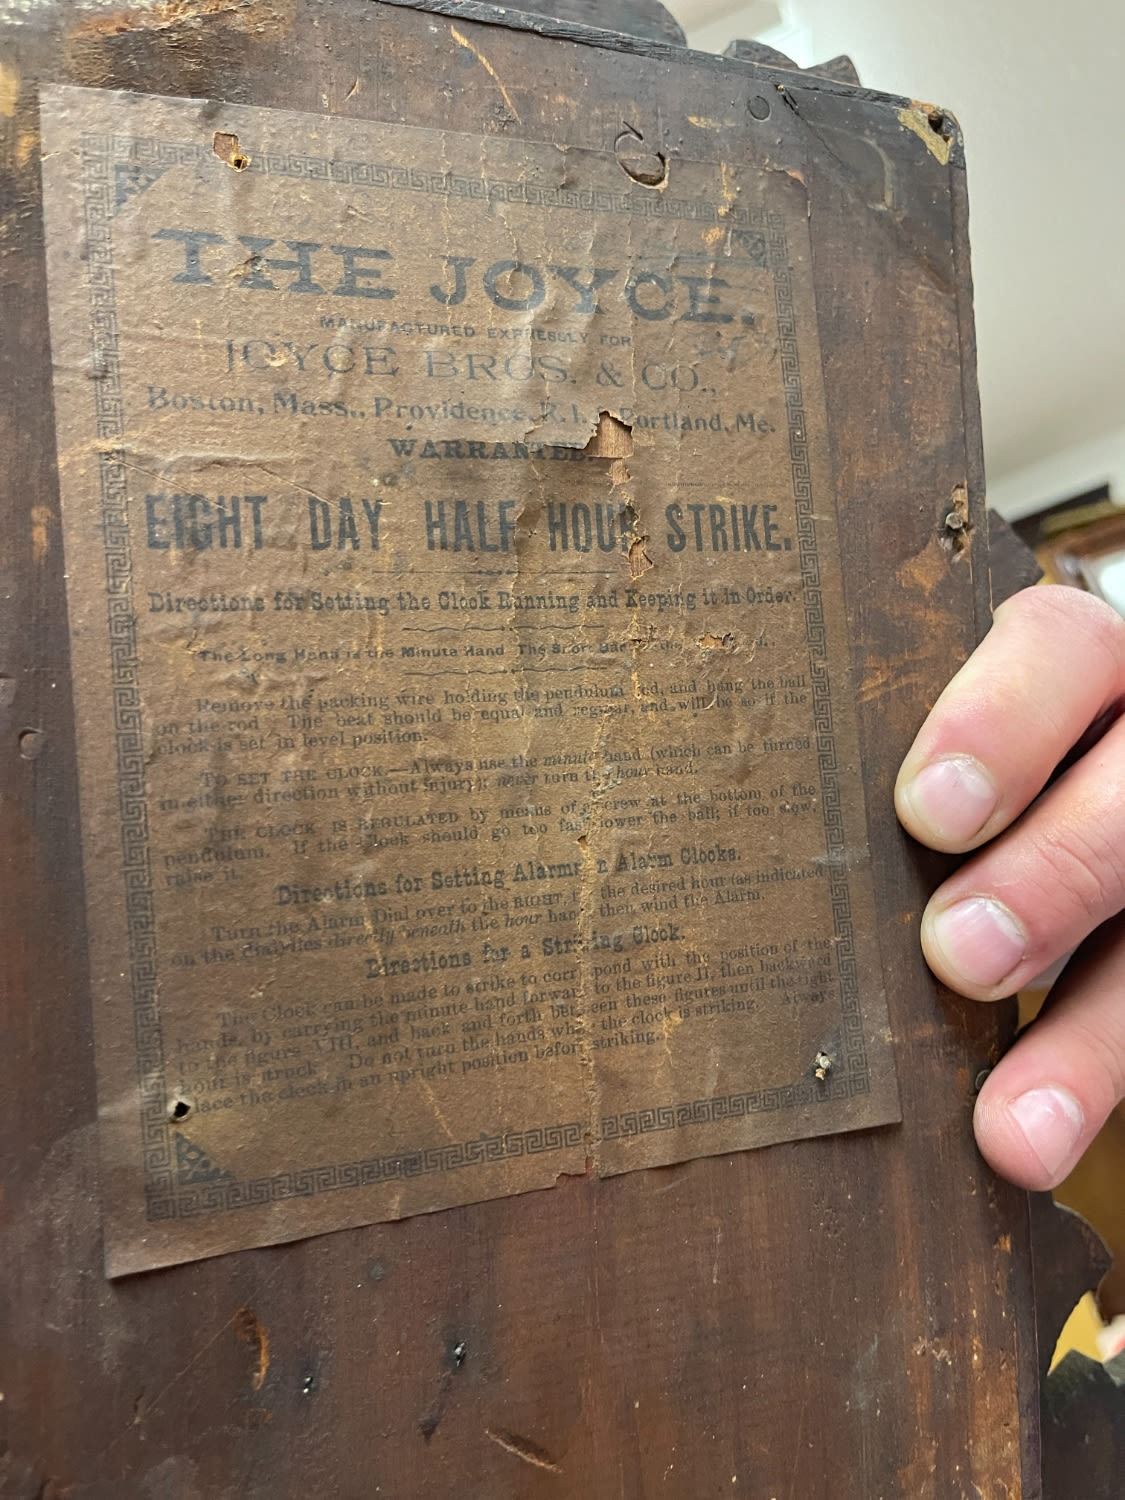 THE JOYCE.
MANUFACTURED EXPRESSLY FOR
JOYCE BROS. & CO.,
Boston, Mass., Providence, R. I., Portland, Me.
WARRANTED.
EIGHT DAY HALF HOUR STRIKE.
Directions for Setting the Clock Running and Keeping it in Order.
The Long Hand is the Minute Hand The Short
Remove the packing wire holding the pendulum rod, and hang the ball
on the rod. The beat should be equal and regular, and will be so if the
clock is set in level position.
TO SET THE CLOCK.—Always use the minute hand (which can be turned
in either direction without injury); never turn the hour hand.
THE CLOCK IS REGULATED by means of a screw at the bottom of the
pendulum. If the clock should go too fast lower the ball; if too slow,
raise it.
Directions for Setting Alarms in Alarm Clocks.
Turn the Alarm Dial over to the RIGHT, the desired hour (as indicated
on the dial) lies directly beneath the hour hand then wind the Alarm.
Directions for a Striking Clock.
The Clock can be made to strike to correspond with the position of the
hands, by carrying the minute hand forward to the figure II, then backward
to the figure VIII, and back and forth between these figures until the right
hour is struck. Do not turn the hands while the clock is striking. Always
place the clock in an upright position before striking.